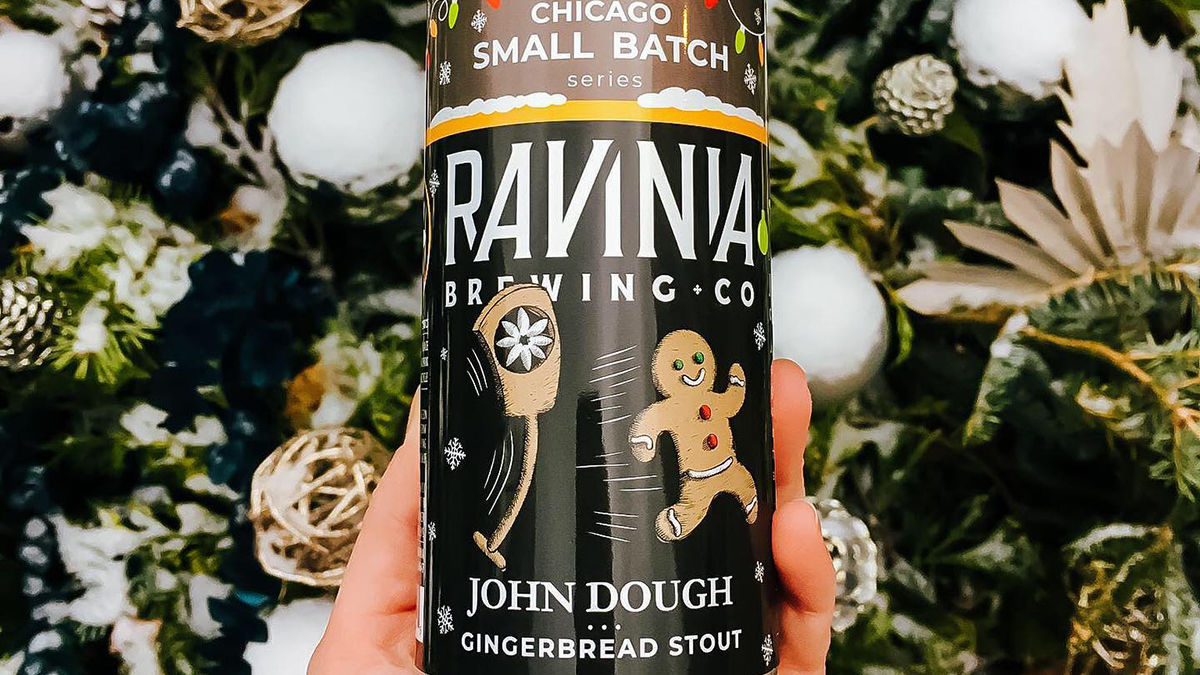 CHICAGO
SMALL BATCH
series
RAVINIA
BREWING CO
JOHN DOUGH
GINGERBREAD STOUT